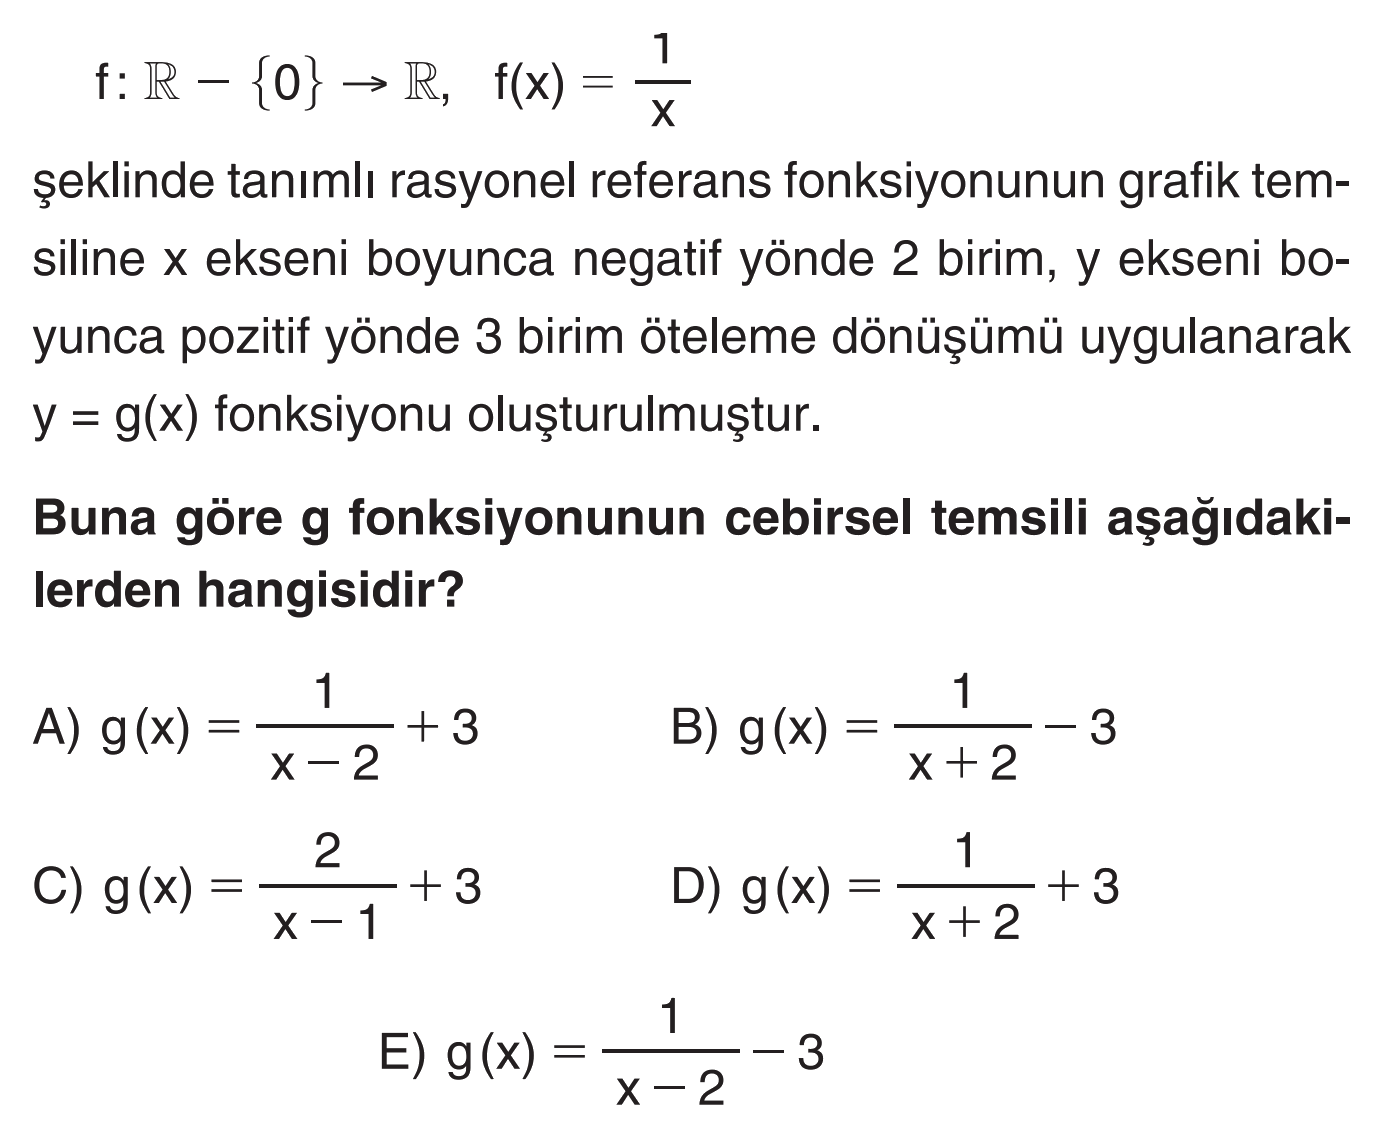 f: ℝ − {0} → ℝ, f(x) = 1/x
şeklinde tanımlı rasyonel referans fonksiyonunun grafik tem-
siline x ekseni boyunca negatif yönde 2 birim, y ekseni bo-
yunca pozitif yönde 3 birim öteleme dönüşümü uygulanarak
y = g(x) fonksiyonu oluşturulmuştur.
Buna göre g fonksiyonunun cebirsel temsili aşağıdaki-
lerden hangisidir?
A) g(x) = 1/(x − 2) + 3 B) g(x) = 1/(x + 2) − 3
C) g(x) = 2/(x − 1) + 3 D) g(x) = 1/(x + 2) + 3
E) g(x) = 1/(x − 2) − 3